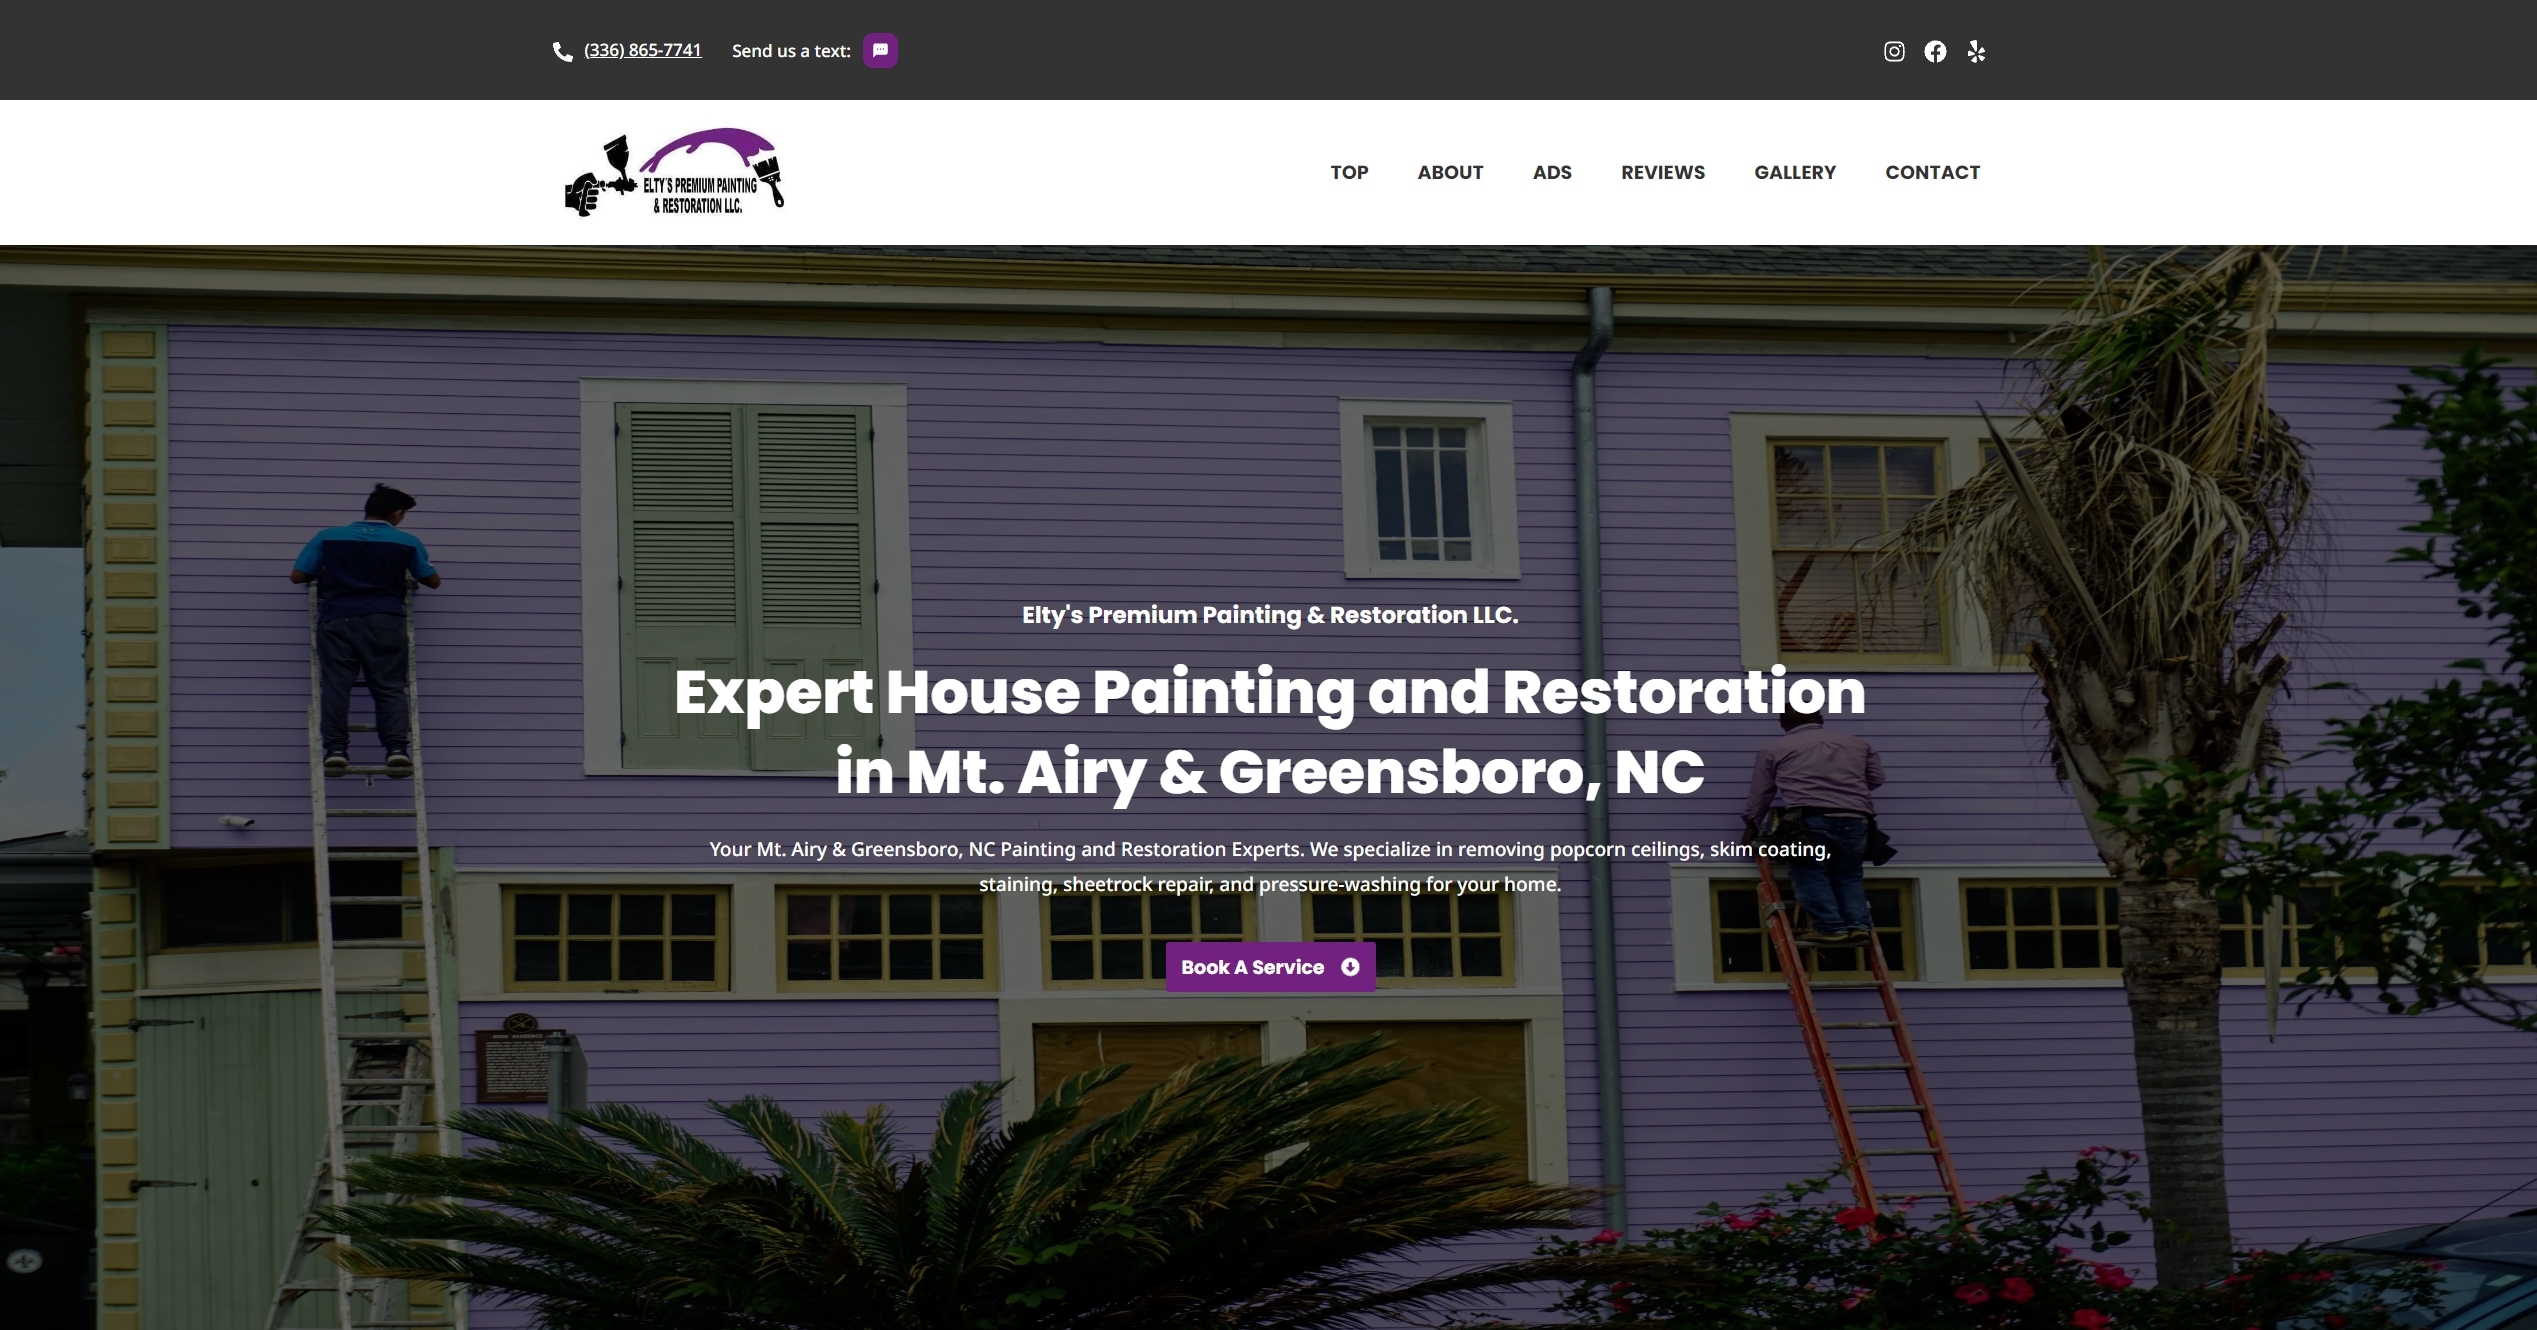 (336) 865-7741 Send us a text:
ELTY'S PREMIUM PAINTING
& RESTORATION LLC.
TOP ABOUT ADS REVIEWS GALLERY CONTACT
Elty's Premium Painting & Restoration LLC.
Expert House Painting and Restoration
in Mt. Airy & Greensboro, NC
Your Mt. Airy & Greensboro, NC Painting and Restoration Experts. We specialize in removing popcorn ceilings, skim coating,
staining, sheetrock repair, and pressure-washing for your home.
Book A Service